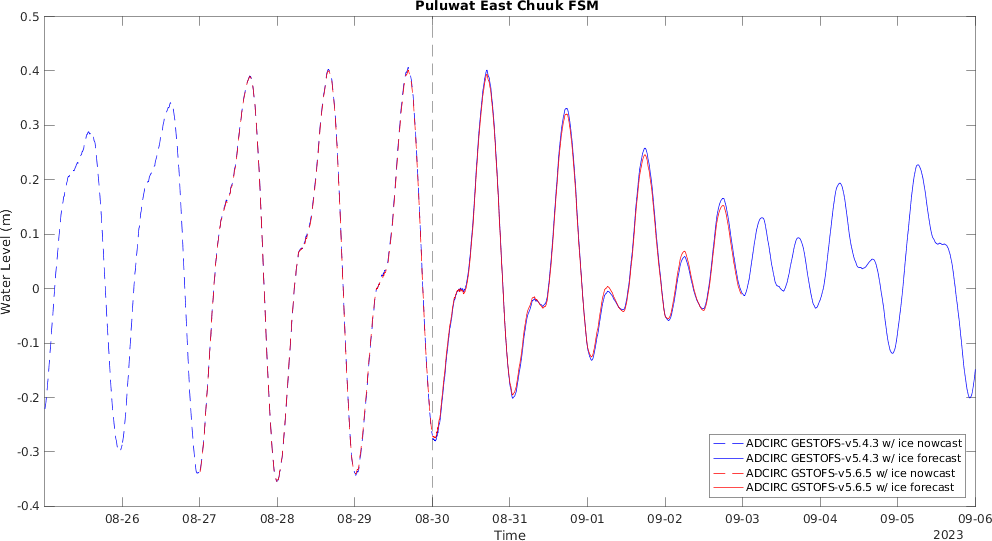 Puluwat East Chuuk FSM
0.5
0.4
0.3
0.2
0.1
0
-0.1
-0.2
-0.3
-0.4
Water Level (m)
ADCIRC GESTOFS-v5.4.3 w/ ice nowcast
ADCIRC GESTOFS-v5.4.3 w/ ice forecast
ADCIRC GSTOFS-v5.6.5 w/ ice nowcast
ADCIRC GSTOFS-v5.6.5 w/ ice forecast
08-26 08-27 08-28 08-29 08-30 08-31 09-01 09-02 09-03 09-04 09-05 09-06
Time
2023